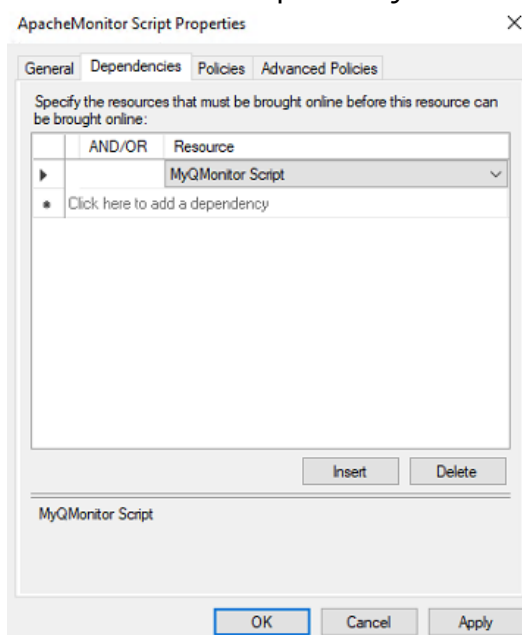 ApacheMonitor Script Properties
General Dependencies Policies Advanced Policies
Specify the resources that must be brought online before this resource can
be brought online:
AND/OR Resource
MyQMonitor Script
Click here to add a dependency
Insert Delete
MyQMonitor Script
OK Cancel Apply